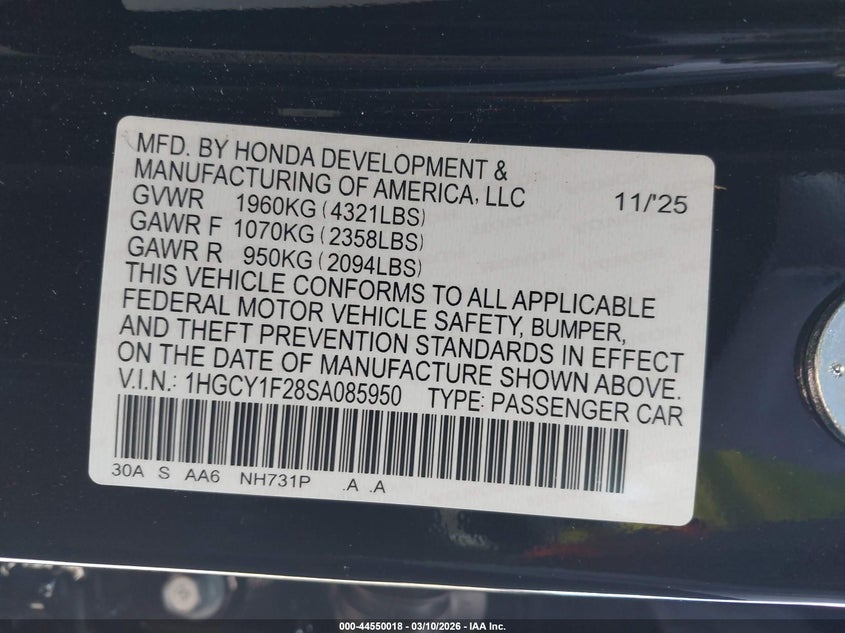 MFD. BY HONDA DEVELOPMENT &
MANUFACTURING OF AMERICA, LLC 11/'25
GVWR 1960KG (4321LBS)
GAWR F 1070KG (2358LBS)
GAWR R 950KG (2094LBS)
THIS VEHICLE CONFORMS TO ALL APPLICABLE
FEDERAL MOTOR VEHICLE SAFETY, BUMPER,
AND THEFT PREVENTION STANDARDS IN EFFECT
ON THE DATE OF MANUFACTURE SHOWN ABOVE.
V.I.N.: 1HGCY1F28SA085950 TYPE: PASSENGER CAR
30A S AA6 NH731P .A .A
000-44550018 - 03/10/2026 - IAA Inc.